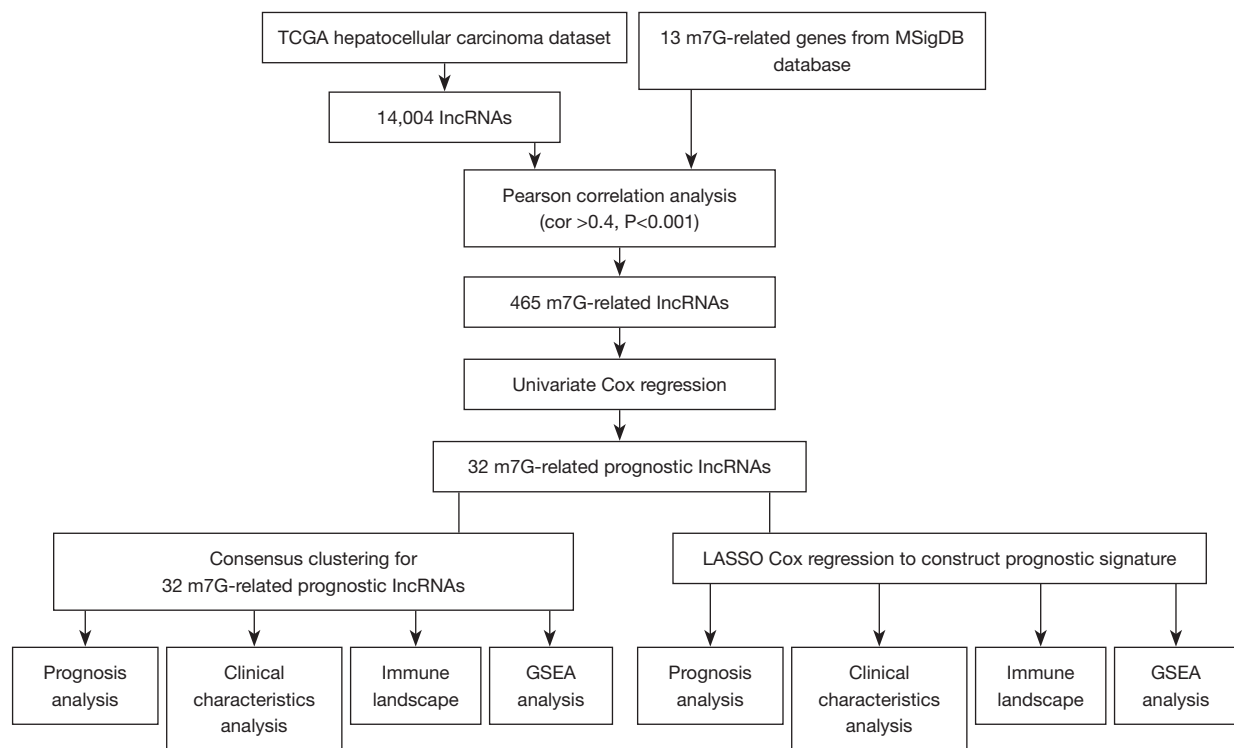 TCGA hepatocellular carcinoma dataset
13 m7G-related genes from MSigDB
database
14,004 lncRNAs
Pearson correlation analysis
(cor >0.4, P<0.001)
465 m7G-related lncRNAs
Univariate Cox regression
32 m7G-related prognostic lncRNAs
Consensus clustering for
32 m7G-related prognostic lncRNAs
LASSO Cox regression to construct prognostic signature
Prognosis
analysis
Clinical
characteristics
analysis
Immune
landscape
GSEA
analysis
Prognosis
analysis
Clinical
characteristics
analysis
Immune
landscape
GSEA
analysis